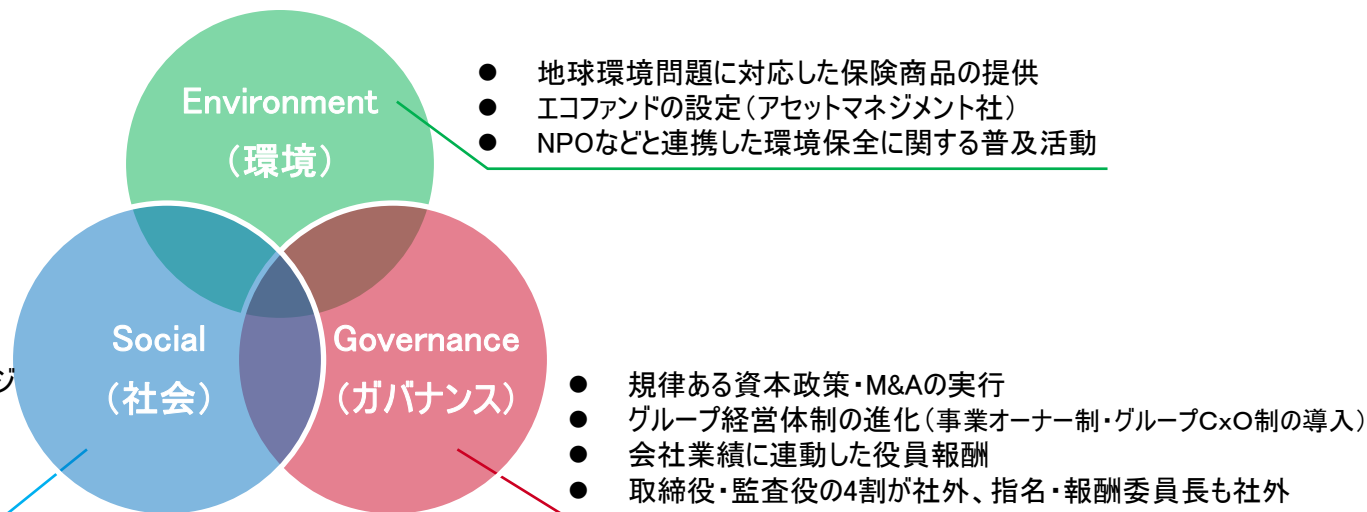 Environment
（環境）
● 地球環境問題に対応した保険商品の提供
● エコファンドの設定（アセットマネジメント社）
● NPOなどと連携した環境保全に関する普及活動
Social
（社会）
ジ
Governance
（ガバナンス）
● 規律ある資本政策・M&Aの実行
● グループ経営体制の進化（事業オーナー制・グループCxO制の導入）
● 会社業績に連動した役員報酬
● 取締役・監査役の4割が社外、指名・報酬委員長も社外